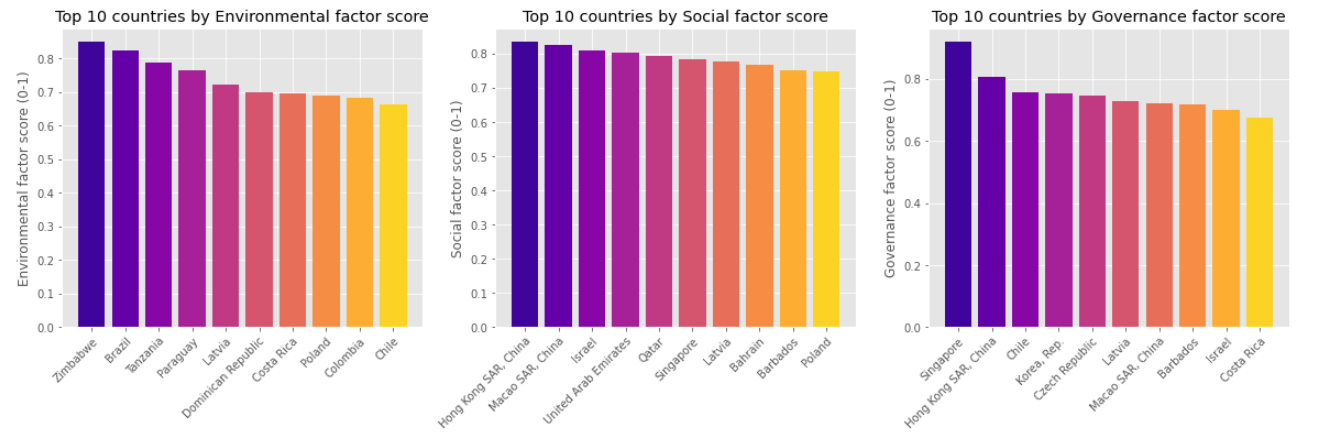 Top 10 countries by Environmental factor score
Environmental factor score (0-1)
0.8
0.7
0.6
0.5
0.4
0.3
0.2
0.1
0.0
Zimbabwe
Brazil
Tanzania
Paraguay
Latvia
Dominican Republic
Costa Rica
Poland
Colombia
Chile
Top 10 countries by Social factor score
Social factor score (0-1)
0.8
0.7
0.6
0.5
0.4
0.3
0.2
0.1
0.0
Hong Kong SAR, China
Macao SAR, China
Israel
United Arab Emirates
Qatar
Singapore
Latvia
Bahrain
Barbados
Poland
Top 10 countries by Governance factor score
Governance factor score (0-1)
0.8
0.6
0.4
0.2
0.0
Singapore
Hong Kong SAR, China
Chile
Korea, Rep.
Czech Republic
Latvia
Macao SAR, China
Barbados
Israel
Costa Rica